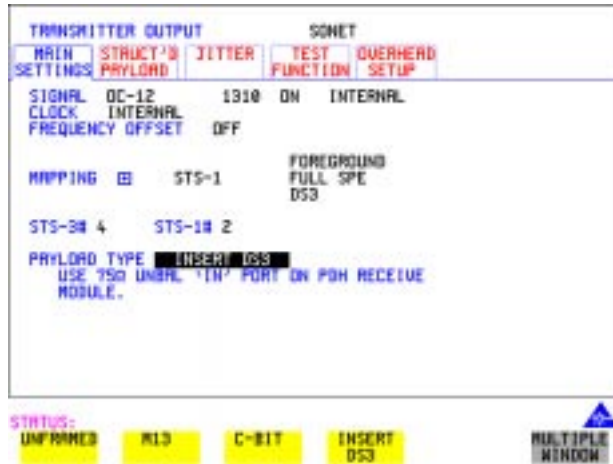 TRANSMITTER OUTPUT SONET
MAIN SETTINGS STRUCT'D PAYLOAD JITTER TEST FUNCTION OVERHEAD SETUP
SIGNAL OC-12 1310 ON INTERNAL
CLOCK INTERNAL
FREQUENCY OFFSET OFF
FOREGROUND
MAPPING STS-1 FULL SPE
DS3
STS-3# 4 STS-1# 2
PAYLOAD TYPE INSERT DS3
USE 75Ω UNBAL 'IN' PORT ON PDH RECEIVE
MODULE.
STATUS:
UNFRAMED M13 C-BIT INSERT DS3 MULTIPLE WINDOW